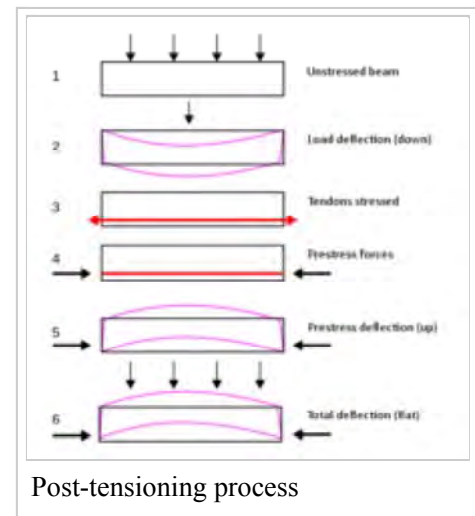 1 Unstressed beam
2 Load deflection (down)
3 Tendons stressed
4 Prestress forces
5 Prestress deflection (up)
6 Total deflection (flat)
Post-tensioning process